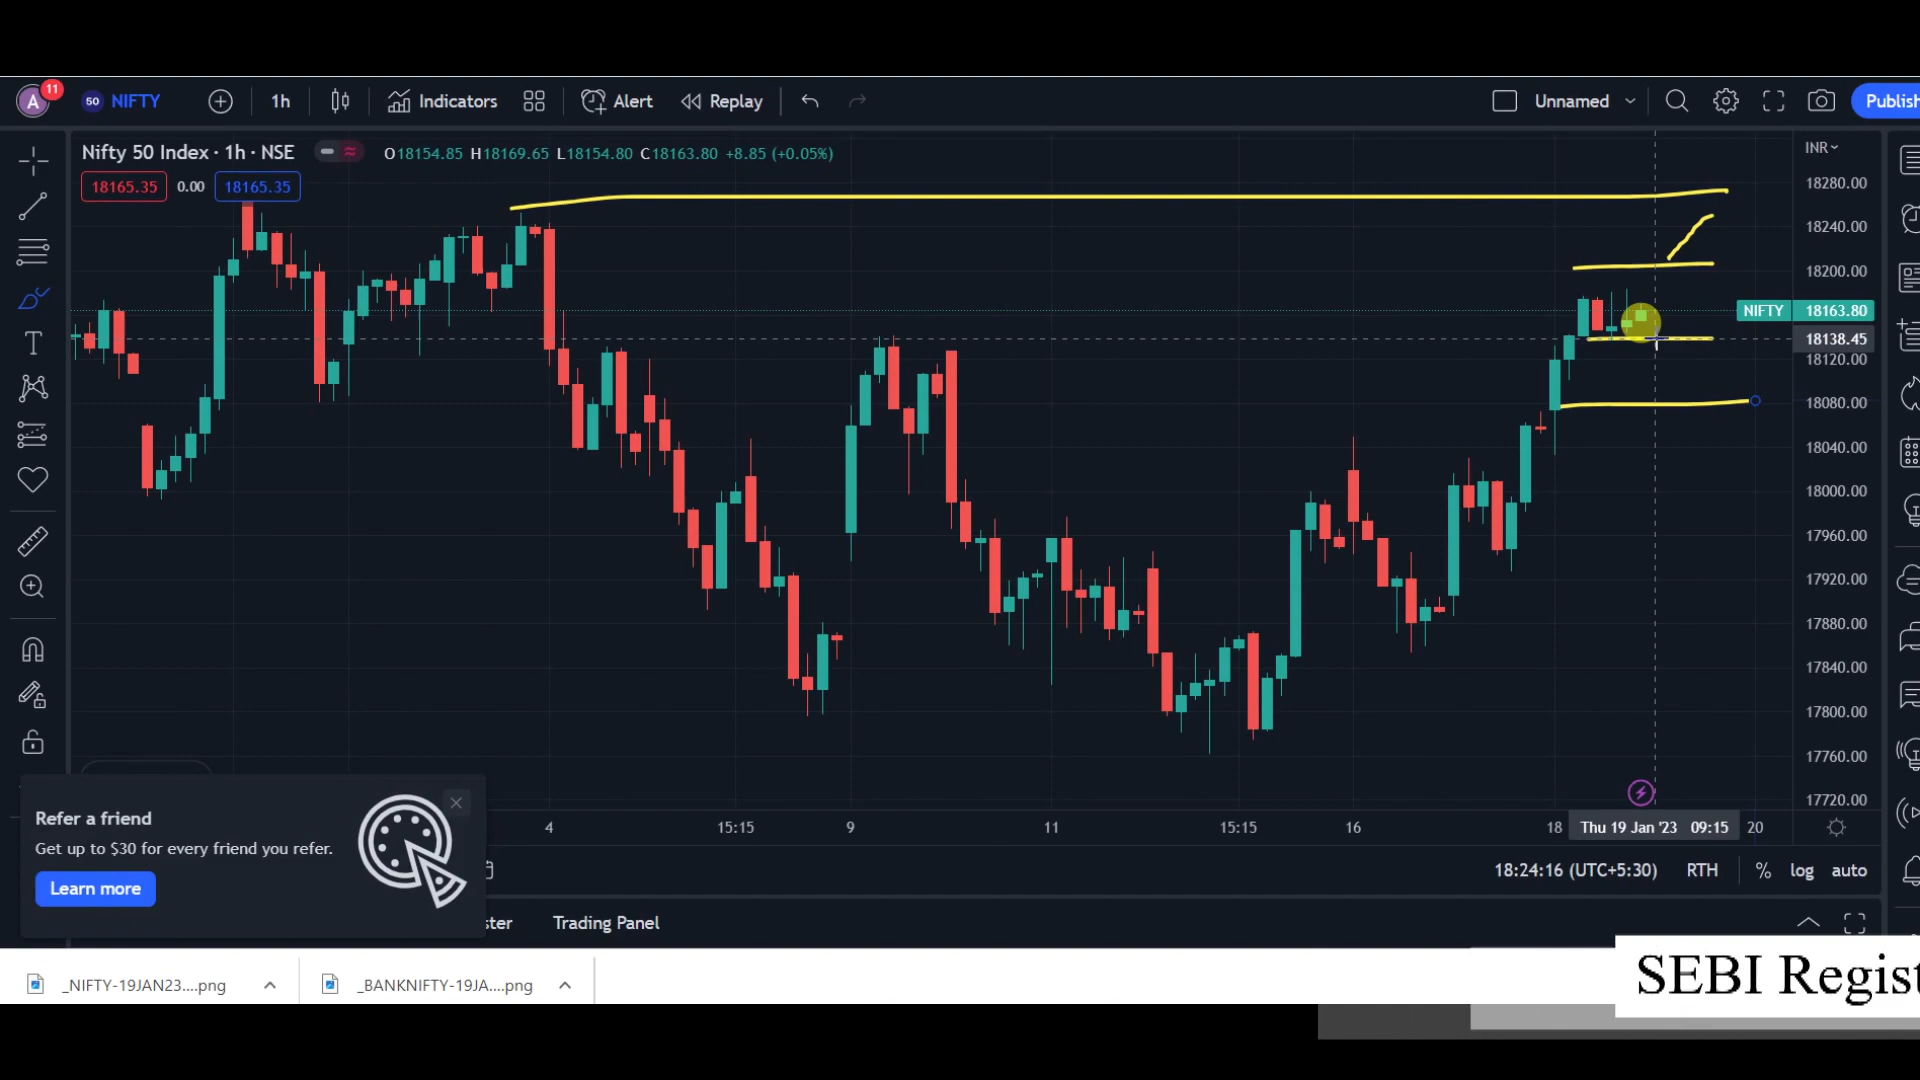 A 11 50 NIFTY 1h Indicators Alert Replay Unnamed Publish
Nifty 50 Index · 1h · NSE O18154.85 H18169.65 L18154.80 C18163.80 +8.85 (+0.05%) INR
18165.35 0.00 18165.35
18280.00
18240.00
18200.00
NIFTY 18163.80
18138.45
18120.00
18080.00
18040.00
18000.00
17960.00
17920.00
17880.00
17840.00
17800.00
17760.00
17720.00
4 15:15 9 11 15:15 16 18 Thu 19 Jan '23 09:15 20
Refer a friend
Get up to $30 for every friend you refer.
Learn more
18:24:16 (UTC+5:30) RTH % log auto
ster Trading Panel
_NIFTY-19JAN23....png _BANKNIFTY-19JA....png
SEBI Regist